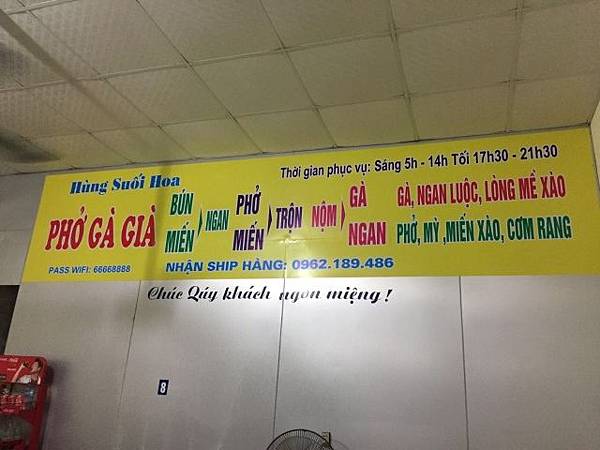 Hùng Suối Hoa
Thời gian phục vụ: Sáng 5h - 14h Tối 17h30 - 21h30
PHỞ GÀ GIÀ
BÚN
MIẾN
NGAN
PHỞ
MIẾN
TRỘN
NỘM
GÀ
NGAN
GÀ, NGAN LUỘC, LÒNG MỀ XÀO
PHỞ, MỲ ,MIẾN XÀO, CƠM RANG
PASS WIFI: 66668888
NHẬN SHIP HÀNG: 0962.189.486
Chúc Qáy khách ngon miệng !
8